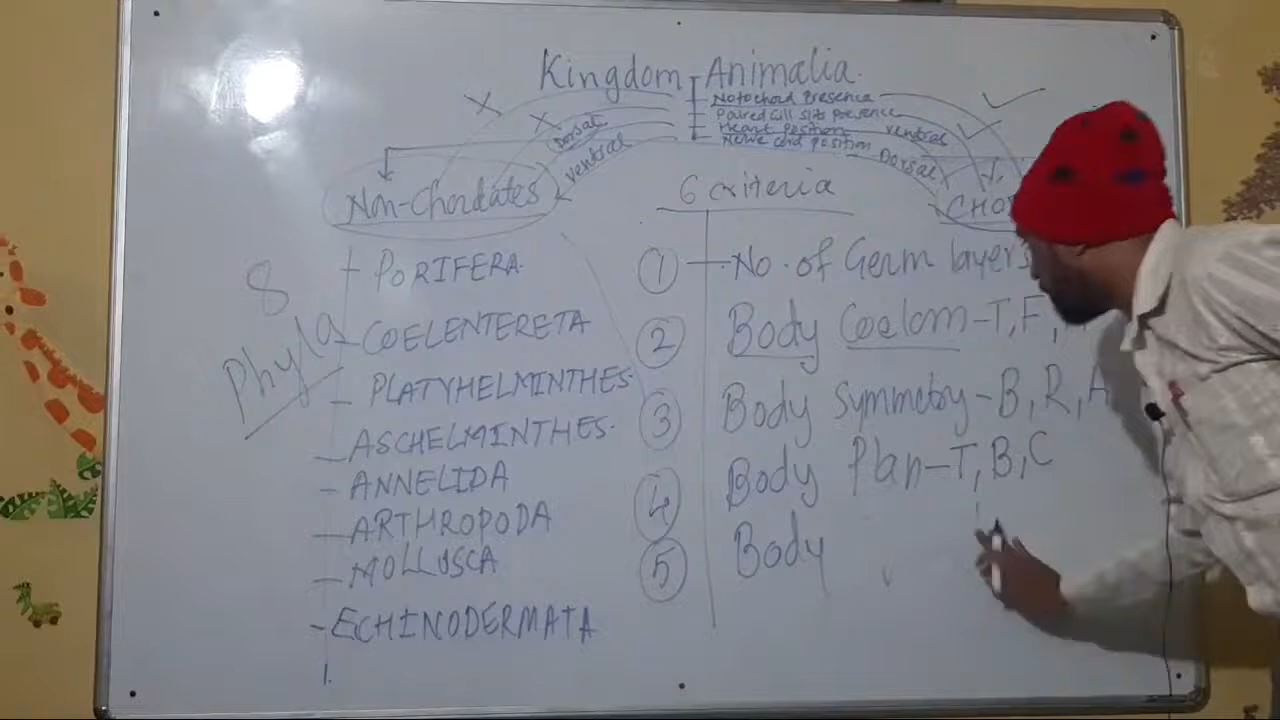 Kingdom Animalia.
Notochord Presence
Paired Gill slits presence
Heart position
Nerve cord position
Dorsal
ventral
ventral
Dorsal
Non-Chordates
6 criteria
CHO
8
Phyla
PORIFERA
COELENTERETA
PLATYHELMINTHES
ASCHELMINTHES
ANNELIDA
ARTHROPODA
MOLLUSCA
ECHINODERMATA
1 No. of Germ layers
2 Body Coelom-T, F,
3 Body Symmetry-B, R, A
4 Body Plan-T, B, C
5 Body